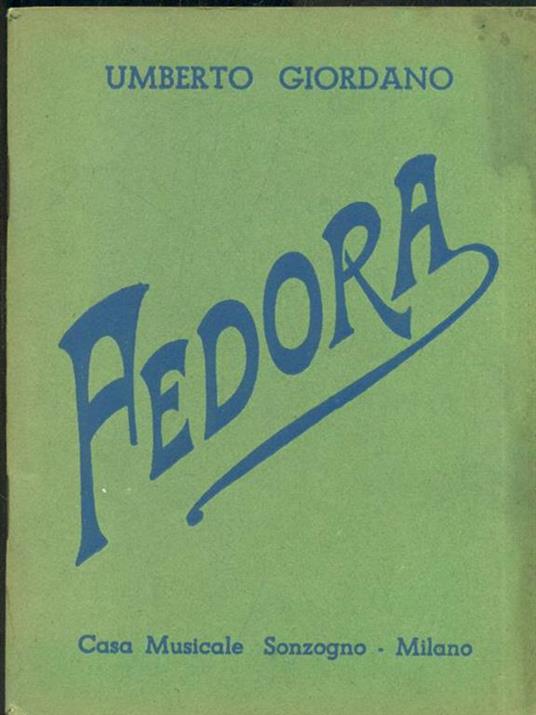 UMBERTO GIORDANO
FEDORA
Casa Musicale Sonzogno - Milano